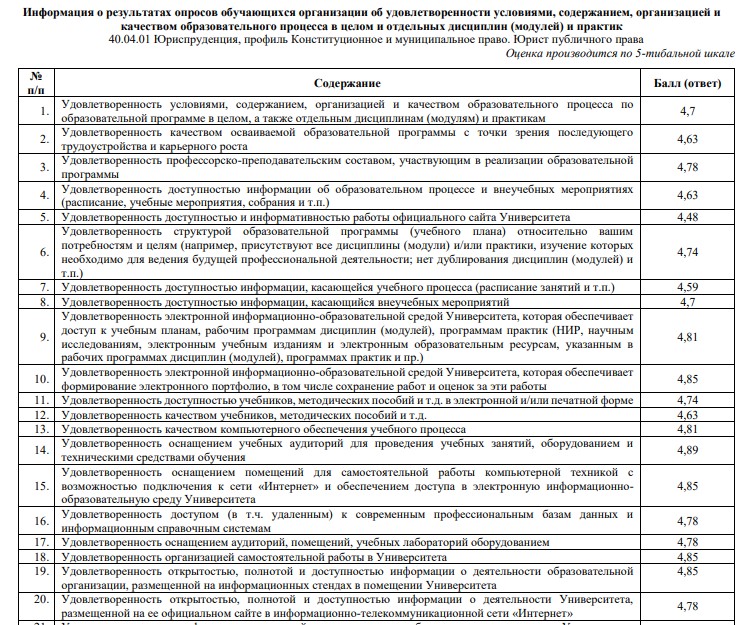 Информация о результатах опросов обучающихся организации об удовлетворенности условиями, содержанием, организацией и
качеством образовательного процесса в целом и отдельных дисциплин (модулей) и практик
40.04.01 Юриспруденция, профиль Конституционное и муниципальное право. Юрист публичного права
Оценка производится по 5-тибальной шкале
№ п/п Содержание Балл (ответ)
1. Удовлетворенность условиями, содержанием, организацией и качеством образовательного процесса по
образовательной программе в целом, а также отдельным дисциплинам (модулям) и практикам 4,7
2. Удовлетворенность качеством осваиваемой образовательной программы с точки зрения последующего
трудоустройства и карьерного роста 4,63
3. Удовлетворенность профессорско-преподавательским составом, участвующим в реализации образовательной
программы 4,78
4. Удовлетворенность доступностью информации об образовательном процессе и внеучебных мероприятиях
(расписание, учебные мероприятия, собрания и т.п.) 4,63
5. Удовлетворенность доступностью и информативностью работы официального сайта Университета 4,48
6. Удовлетворенность структурой образовательной программы (учебного плана) относительно вашим
потребностям и целям (например, присутствуют все дисциплины (модули) и/или практики, изучение которых
необходимо для ведения будущей профессиональной деятельности; нет дублирования дисциплин (модулей) и
т.п.) 4,74
7. Удовлетворенность доступностью информации, касающейся учебного процесса (расписание занятий и т.п.) 4,59
8. Удовлетворенность доступностью информации, касающийся внеучебных мероприятий 4,7
9. Удовлетворенность электронной информационно-образовательной средой Университета, которая обеспечивает
доступ к учебным планам, рабочим программам дисциплин (модулей), программам практик (НИР, научным
исследованиям, электронным учебным изданиям и электронным образовательным ресурсам, указанным в
рабочих программах дисциплин (модулей), программах практик и пр.) 4,81
10. Удовлетворенность электронной информационно-образовательной средой Университета, которая обеспечивает
формирование электронного портфолио, в том числе сохранение работ и оценок за эти работы 4,85
11. Удовлетворенность доступностью учебников, методических пособий и т.д. в электронной и/или печатной форме 4,74
12. Удовлетворенность качеством учебников, методических пособий и т.д. 4,63
13. Удовлетворенность качеством компьютерного обеспечения учебного процесса 4,81
14. Удовлетворенность оснащением учебных аудиторий для проведения учебных занятий, оборудованием и
техническими средствами обучения 4,89
15. Удовлетворенность оснащением помещений для самостоятельной работы компьютерной техникой с
возможностью подключения к сети «Интернет» и обеспечением доступа в электронную информационно-
образовательную среду Университета 4,85
16. Удовлетворенность доступом (в т.ч. удаленным) к современным профессиональным базам данных и
информационным справочным системам 4,78
17. Удовлетворенность оснащением аудиторий, помещений, учебных лабораторий оборудованием 4,78
18. Удовлетворенность организацией самостоятельной работы в Университета 4,85
19. Удовлетворенность открытостью, полнотой и доступностью информации о деятельности образовательной
организации, размещенной на информационных стендах в помещении Университета 4,85
20. Удовлетворенность открытостью, полнотой и доступностью информации о деятельности Университета,
размещенной на ее официальном сайте в информационно-телекоммуникационной сети «Интернет» 4,78